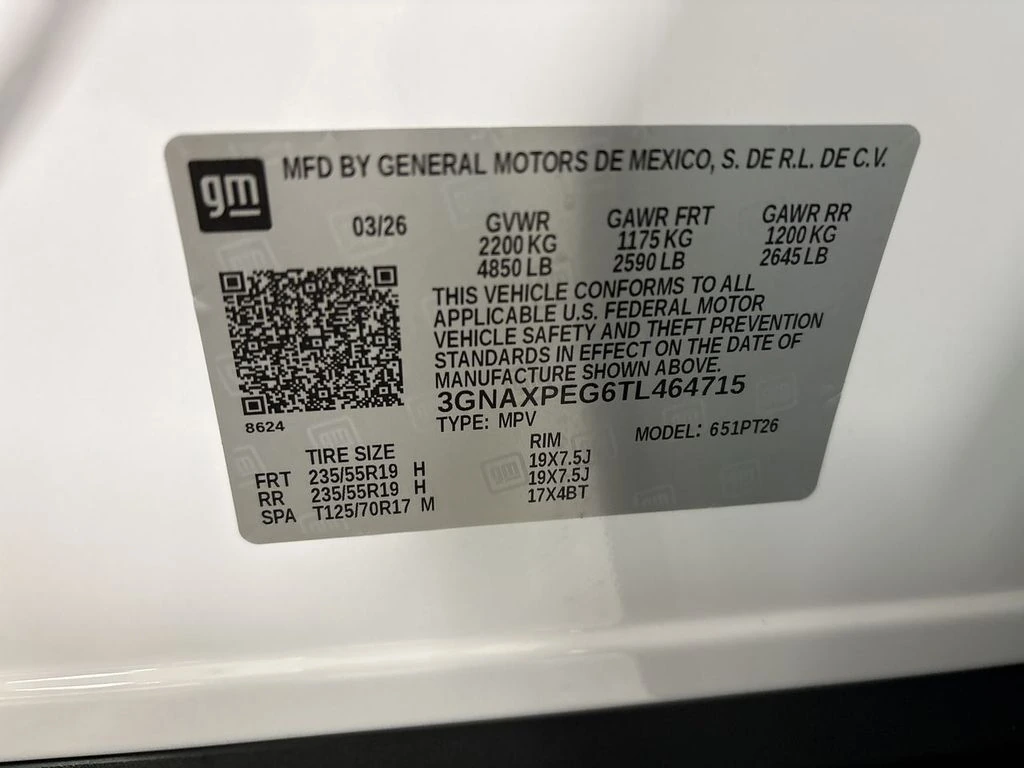 gm
MFD BY GENERAL MOTORS DE MEXICO, S. DE R.L. DE C.V.
03/26 GVWR GAWR FRT GAWR RR
2200 KG 1175 KG 1200 KG
4850 LB 2590 LB 2645 LB
THIS VEHICLE CONFORMS TO ALL
APPLICABLE U.S. FEDERAL MOTOR
VEHICLE SAFETY AND THEFT PREVENTION
STANDARDS IN EFFECT ON THE DATE OF
MANUFACTURE SHOWN ABOVE.
3GNAXPEG6TL464715
8624
TYPE: MPV MODEL: 651PT26
TIRE SIZE RIM
FRT 235/55R19 H 19X7.5J
RR 235/55R19 H 19X7.5J
SPA T125/70R17 M 17X4BT